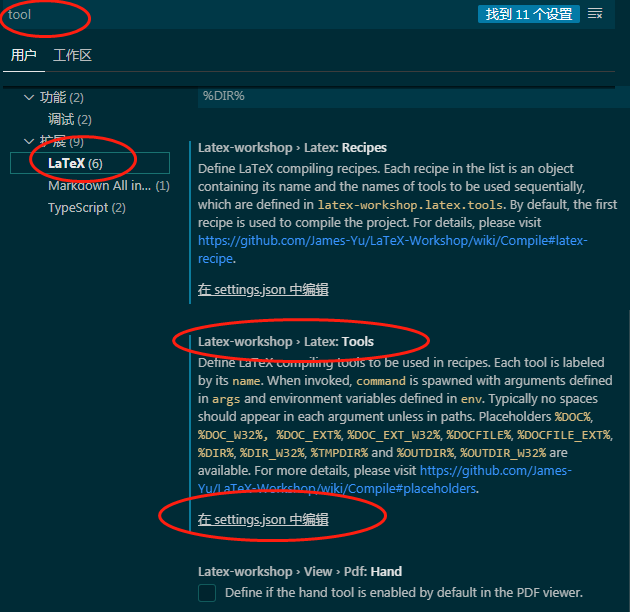 tool
找到 11 个设置
用户 工作区
功能 (2)
调试 (2)
扩展 (9)
LaTeX (6)
Markdown All in... (1)
TypeScript (2)
%DIR%
Latex-workshop › Latex: Recipes
Define LaTeX compiling recipes. Each recipe in the list is an object
containing its name and the names of tools to be used sequentially,
which are defined in latex-workshop.latex.tools. By default, the first
recipe is used to compile the project. For details, please visit
https://github.com/James-Yu/LaTeX-Workshop/wiki/Compile#latex-
recipe.
在 settings.json 中编辑
Latex-workshop › Latex: Tools
Define LaTeX compiling tools to be used in recipes. Each tool is labeled
by its name. When invoked, command is spawned with arguments defined
in args and environment variables defined in env. Typically no spaces
should appear in each argument unless in paths. Placeholders %DOC%,
%DOC_W32%, %DOC_EXT%, %DOC_EXT_W32%, %DOCFILE%, %DOCFILE_EXT%,
%DIR%, %DIR_W32%, %TMPDIR% and %OUTDIR%, %OUTDIR_W32% are
available. For more details, please visit https://github.com/James-
Yu/LaTeX-Workshop/wiki/Compile#placeholders.
在 settings.json 中编辑
Latex-workshop › View › Pdf: Hand
Define if the hand tool is enabled by default in the PDF viewer.